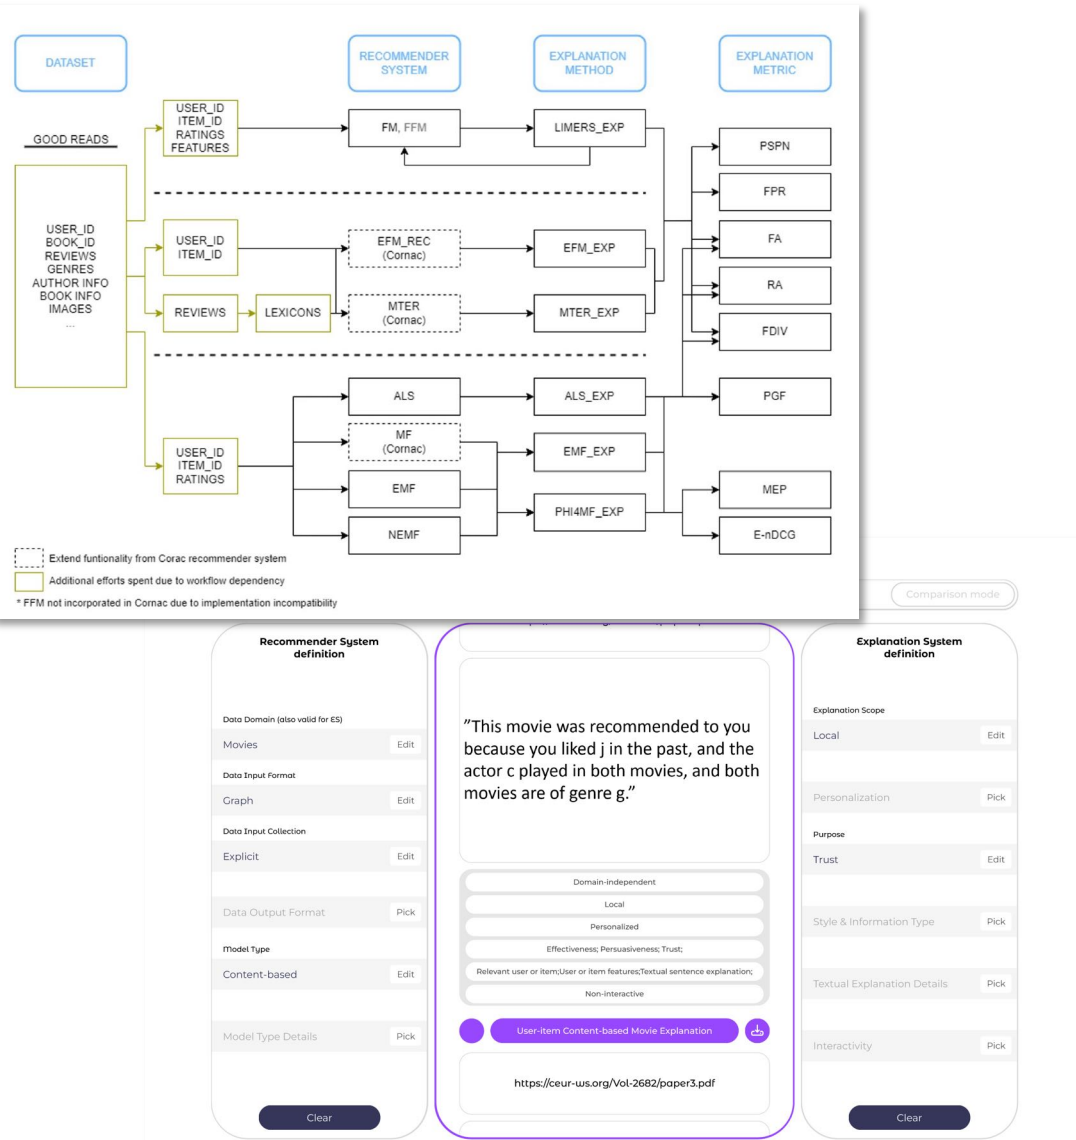 DATASET
RECOMMENDER
SYSTEM
EXPLANATION
METHOD
EXPLANATION
METRIC
GOOD READS
USER_ID
BOOK_ID
REVIEWS
GENRES
AUTHOR INFO
BOOK INFO
IMAGES
...
USER_ID
ITEM_ID
RATINGS
FEATURES
FM, FFM
LIMERS_EXP
USER_ID
ITEM_ID
EFM_REC
(Cornac)
EFM_EXP
REVIEWS
LEXICONS
MTER
(Cornac)
MTER_EXP
USER_ID
ITEM_ID
RATINGS
ALS
ALS_EXP
MF
(Cornac)
EMF_EXP
EMF
PHI4MF_EXP
NEMF
PSPN
FPR
FA
RA
FDIV
PGF
MEP
E-nDCG
Extend funtionality from Corac recommender system
Additional efforts spent due to workflow dependency
* FFM not incorporated in Cornac due to implementation incompatibility
Comparison mode
Recommender System
definition
Data Domain (also valid for ES)
Movies Edit
Data Input Format
Graph Edit
Data Input Collection
Explicit Edit
Data Output Format Pick
Model Type
Content-based Edit
Model Type Details Pick
Clear
"This movie was recommended to you
because you liked j in the past, and the
actor c played in both movies, and both
movies are of genre g."
Domain-independent
Local
Personalized
Effectiveness; Persuasiveness; Trust;
Relevant user or item;User or item features;Textual sentence explanation;
Non-interactive
User-item Content-based Movie Explanation
https://ceur-ws.org/Vol-2682/paper3.pdf
Explanation System
definition
Explanation Scope
Local Edit
Personalization Pick
Purpose
Trust Edit
Style & Information Type Pick
Textual Explanation Details Pick
Interactivity Pick
Clear